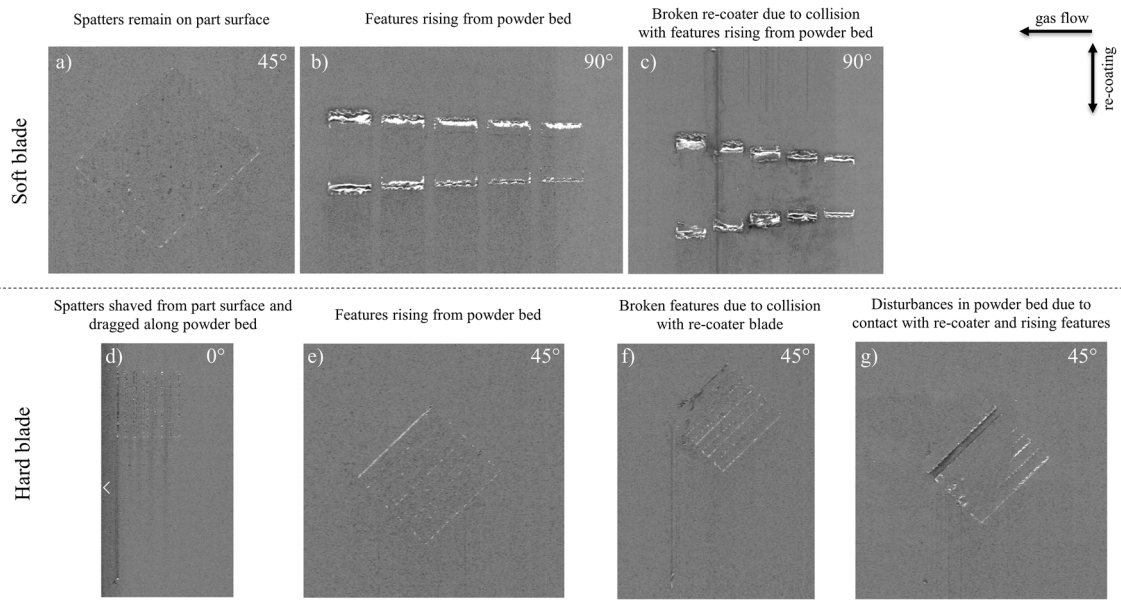 Spatters remain on part surface
Features rising from powder bed
Broken re-coater due to collision
with features rising from powder bed
gas flow
re-coating
Soft blade
a)
45°
b)
90°
c)
90°
Spatters shaved from part surface and
dragged along powder bed
Features rising from powder bed
Broken features due to collision
with re-coater blade
Disturbances in powder bed due to
contact with re-coater and rising features
Hard blade
d)
0°
e)
45°
f)
45°
g)
45°